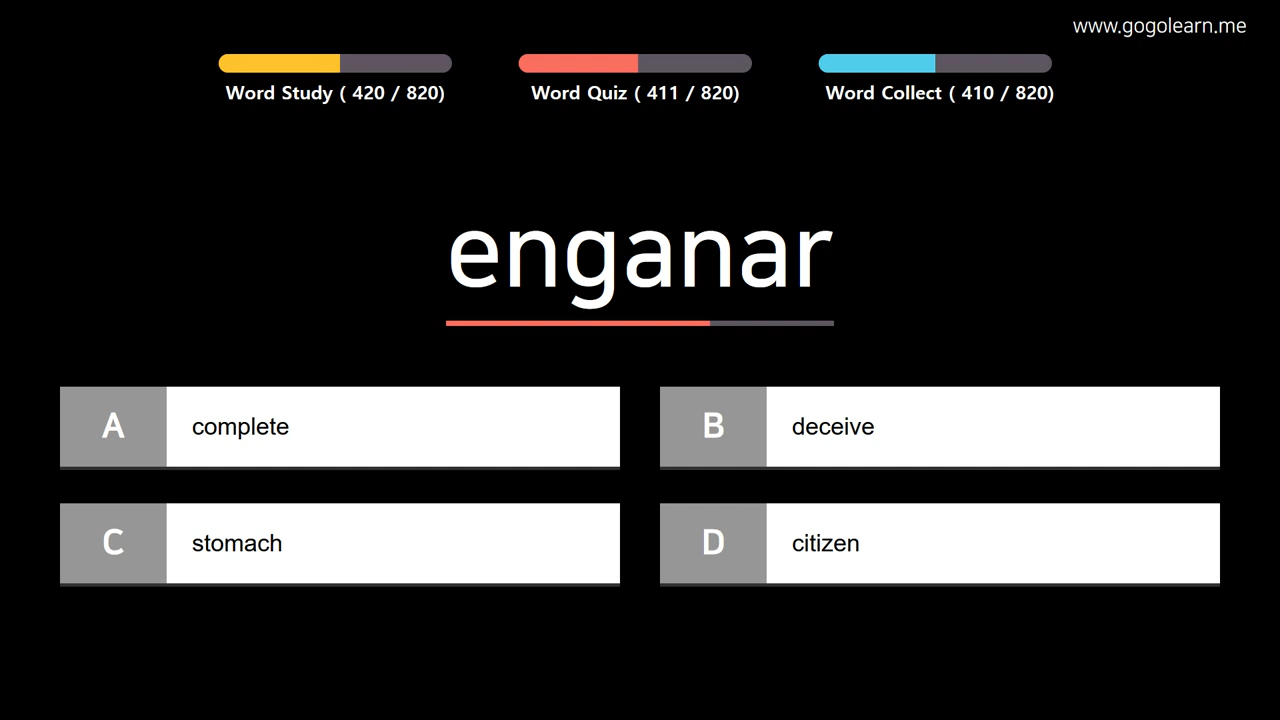 www.gogolearn.me
Word Study ( 420 / 820)
Word Quiz ( 411 / 820)
Word Collect ( 410 / 820)
enganar
A complete
B deceive
C stomach
D citizen